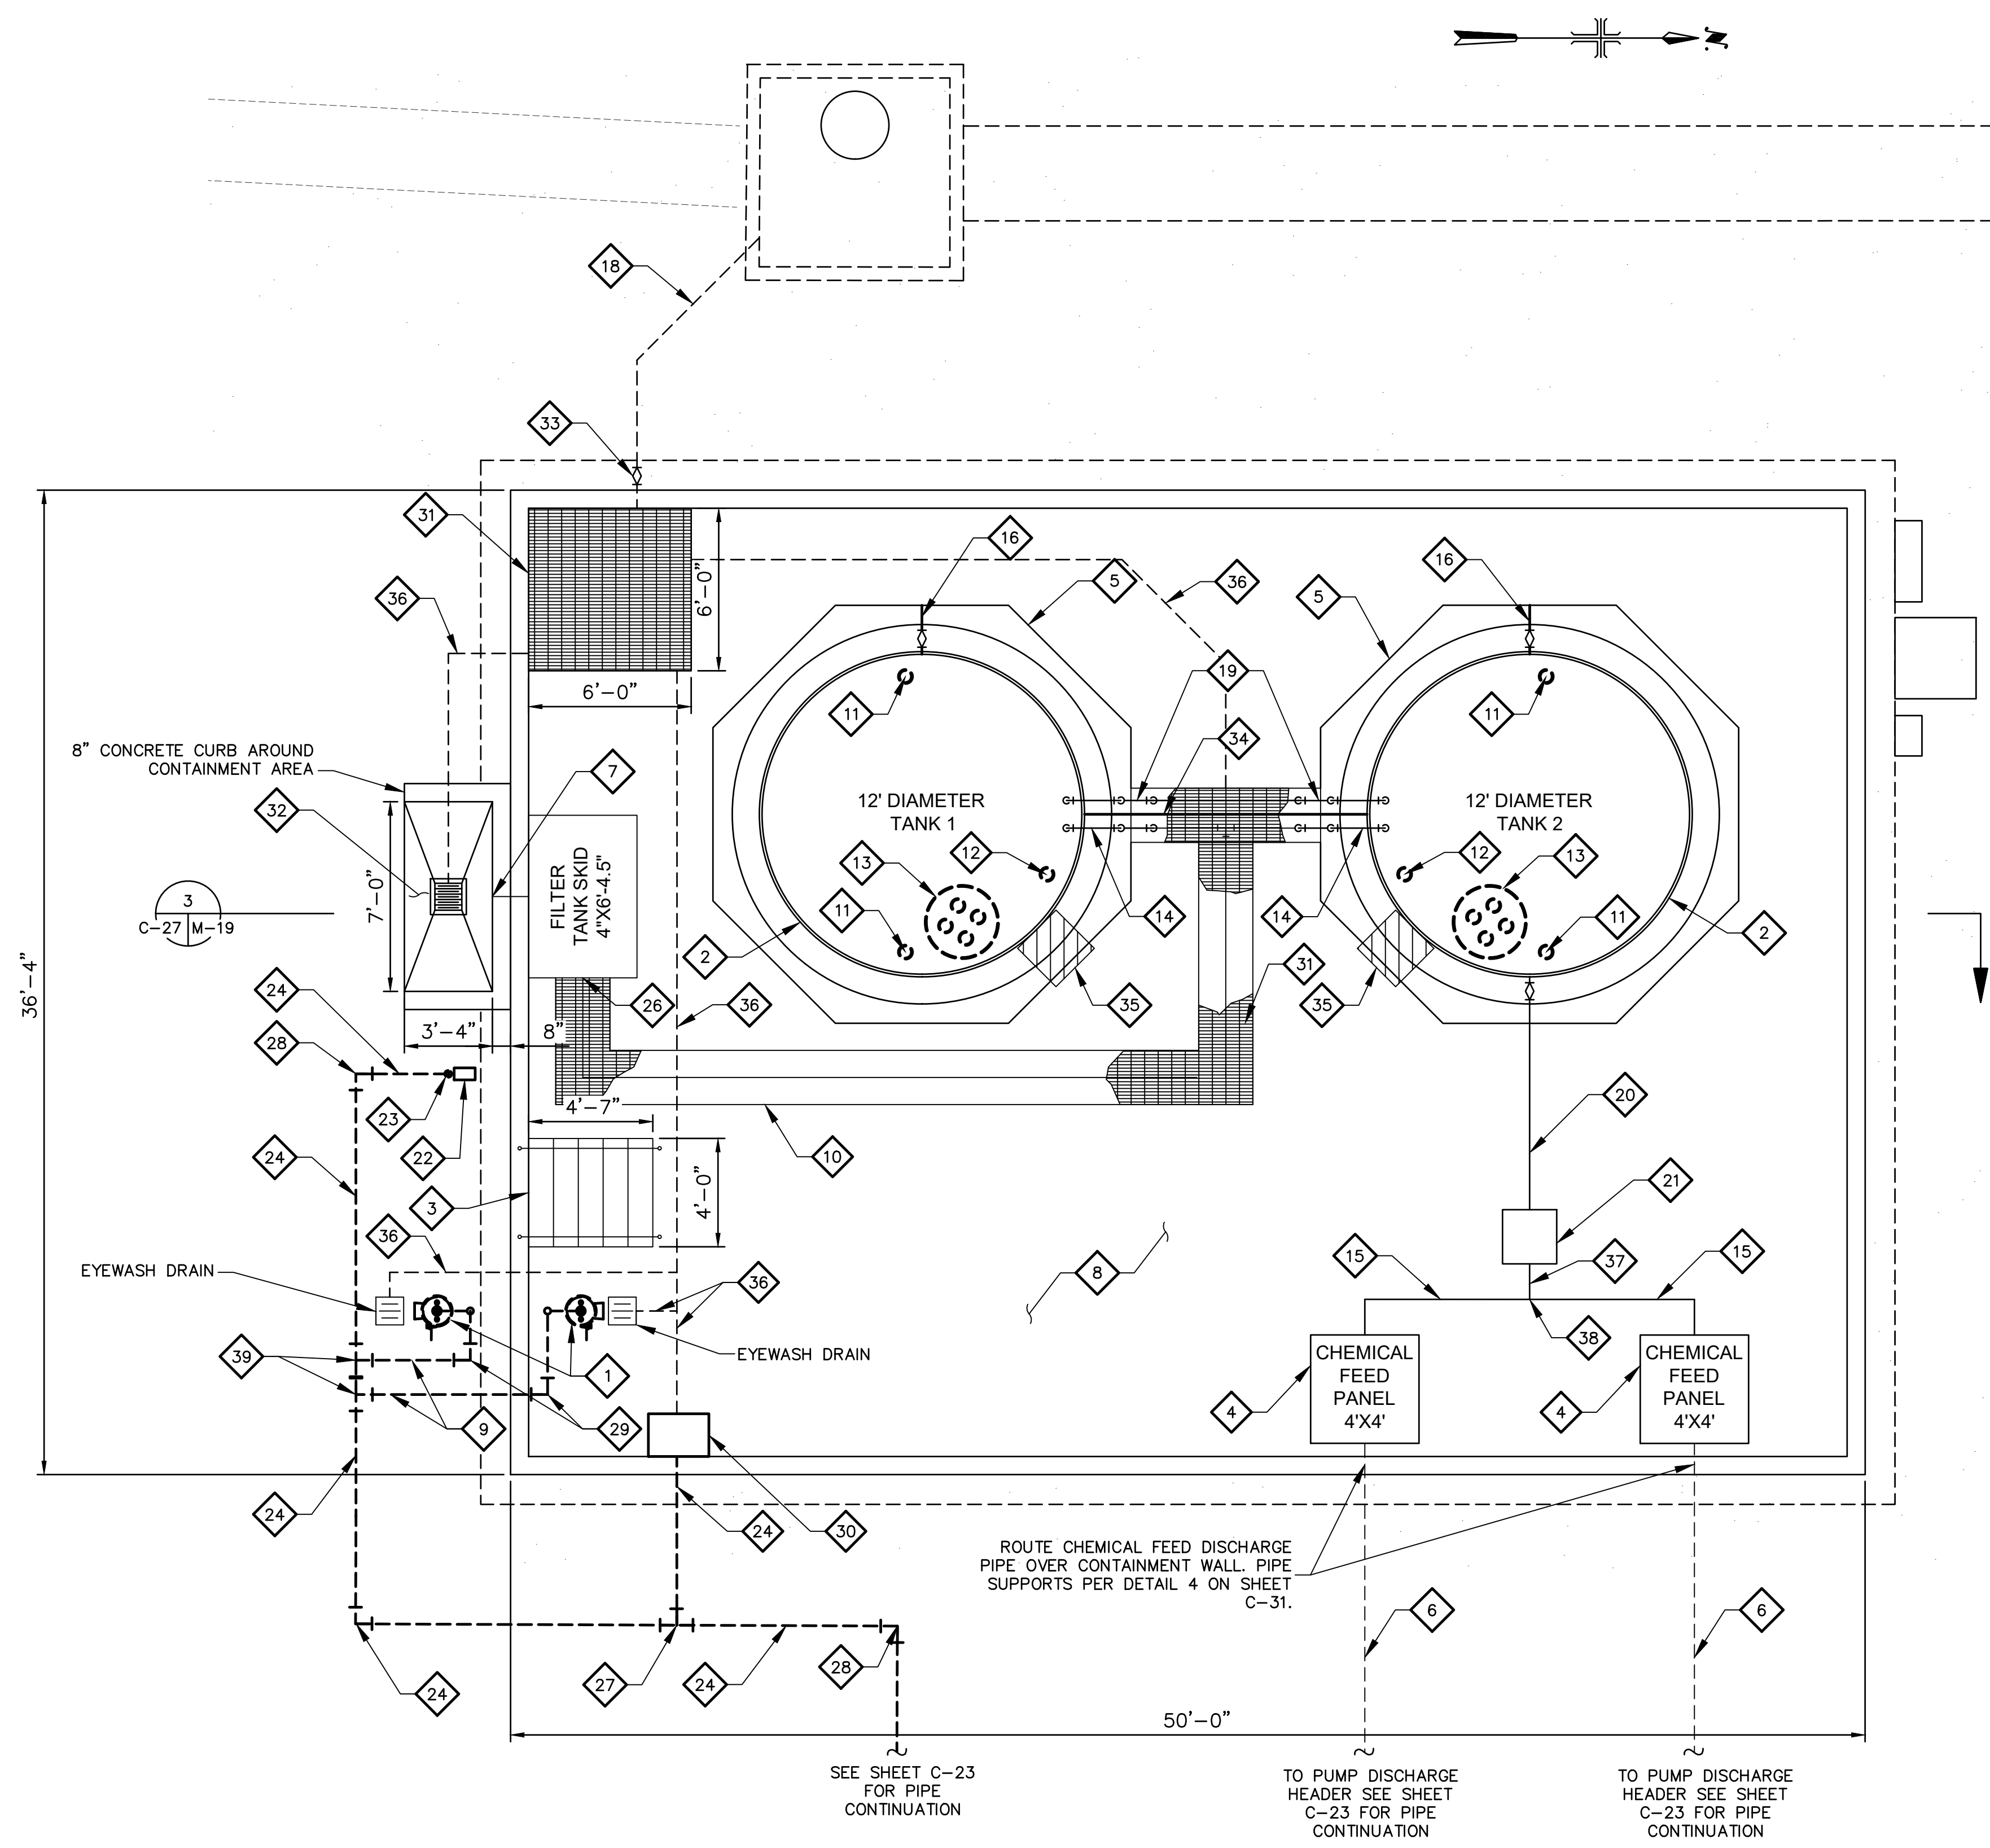 N
18
33
31
36
6'-0"
6'-0"
16
5
36
5
16
19
34
11
11
12' DIAMETER
TANK 1
12' DIAMETER
TANK 2
8" CONCRETE CURB AROUND
CONTAINMENT AREA
7
32
7'-0"
FILTER
TANK SKID
4"X6'-4.5"
13
12
12
13
11
14
14
11
2
2
3
C-27
M-19
36'-4"
24
28
3'-4"
8"
26
36
31
35
35
24
23
22
4'-7"
10
20
24
3
4'-0"
21
36
EYEWASH DRAIN
36
8
15
37
15
38
39
1
EYEWASH DRAIN
9
29
CHEMICAL
FEED
PANEL
4'X4'
CHEMICAL
FEED
PANEL
4'X4'
4
4
24
24
30
ROUTE CHEMICAL FEED DISCHARGE
PIPE OVER CONTAINMENT WALL. PIPE
SUPPORTS PER DETAIL 4 ON SHEET
C-31.
6
6
24
27
24
28
50'-0"
SEE SHEET C-23
FOR PIPE
CONTINUATION
TO PUMP DISCHARGE
HEADER SEE SHEET
C-23 FOR PIPE
CONTINUATION
TO PUMP DISCHARGE
HEADER SEE SHEET
C-23 FOR PIPE
CONTINUATION